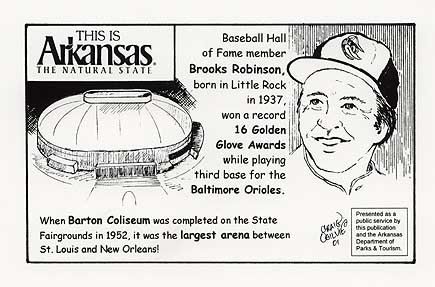 THIS IS
Arkansas®
THE NATURAL STATE
Baseball Hall
of Fame member
Brooks Robinson,
born in Little Rock
in 1937,
won a record
16 Golden
Glove Awards
while playing
third base for the
Baltimore Orioles.
When Barton Coliseum was completed on the State
Fairgrounds in 1952, it was the largest arena between
St. Louis and New Orleans!
CRAIG
OGILVIE
01
Presented as a
public service by
this publication
and the Arkansas
Department of
Parks & Tourism.